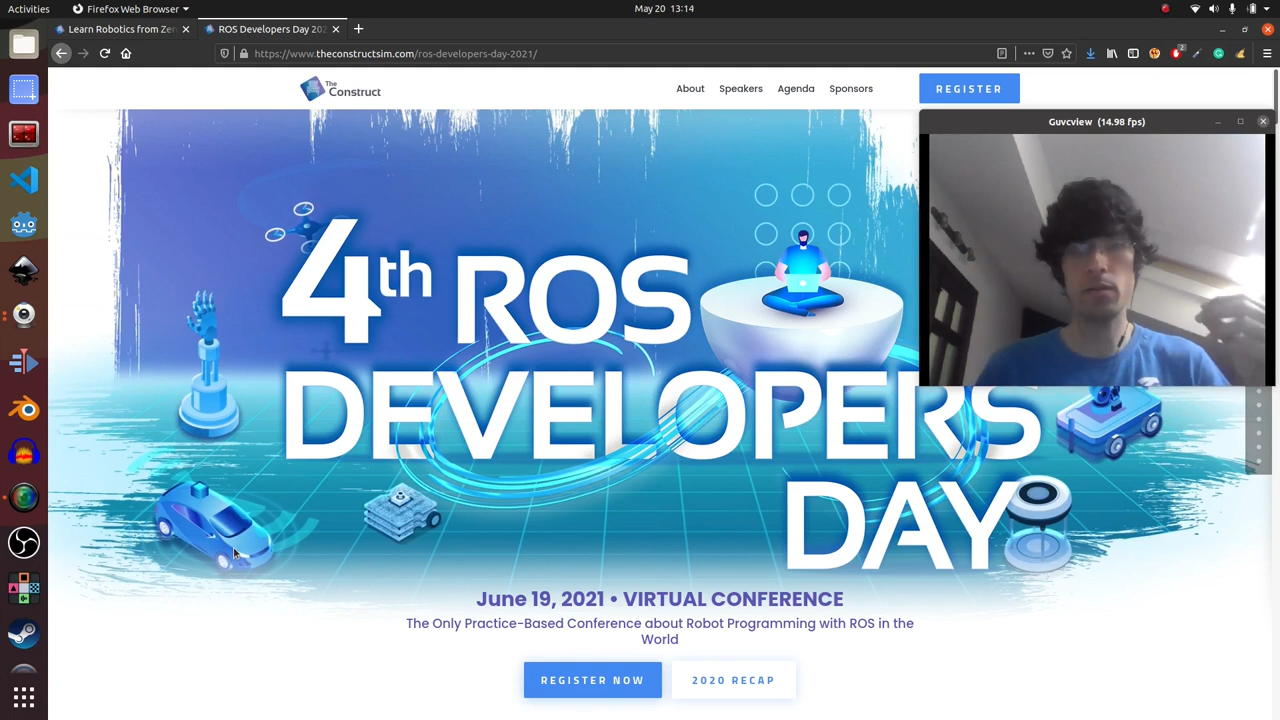 Activities
Firefox Web Browser
May 20 13:14
Learn Robotics from Zer
ROS Developers Day 202
https://www.theconstructsim.com/ros-developers-day-2021/
2
The Construct
About
Speakers
Agenda
Sponsors
REGISTER
Guvcview (14.98 fps)
4th ROS
DEVELOPERS
DAY
June 19, 2021 • VIRTUAL CONFERENCE
The Only Practice-Based Conference about Robot Programming with ROS in the
World
REGISTER NOW
2020 RECAP